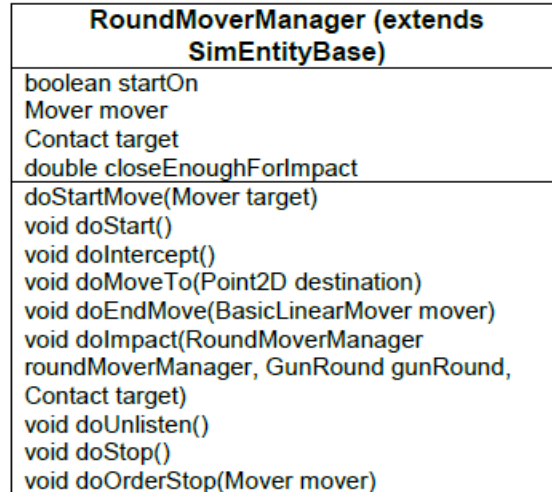 RoundMoverManager (extends
SimEntityBase)
boolean startOn
Mover mover
Contact target
double closeEnoughForImpact
doStartMove(Mover target)
void doStart()
void doIntercept()
void doMoveTo(Point2D destination)
void doEndMove(BasicLinearMover mover)
void doImpact(RoundMoverManager
roundMoverManager, GunRound gunRound,
Contact target)
void doUnlisten()
void doStop()
void doOrderStop(Mover mover)